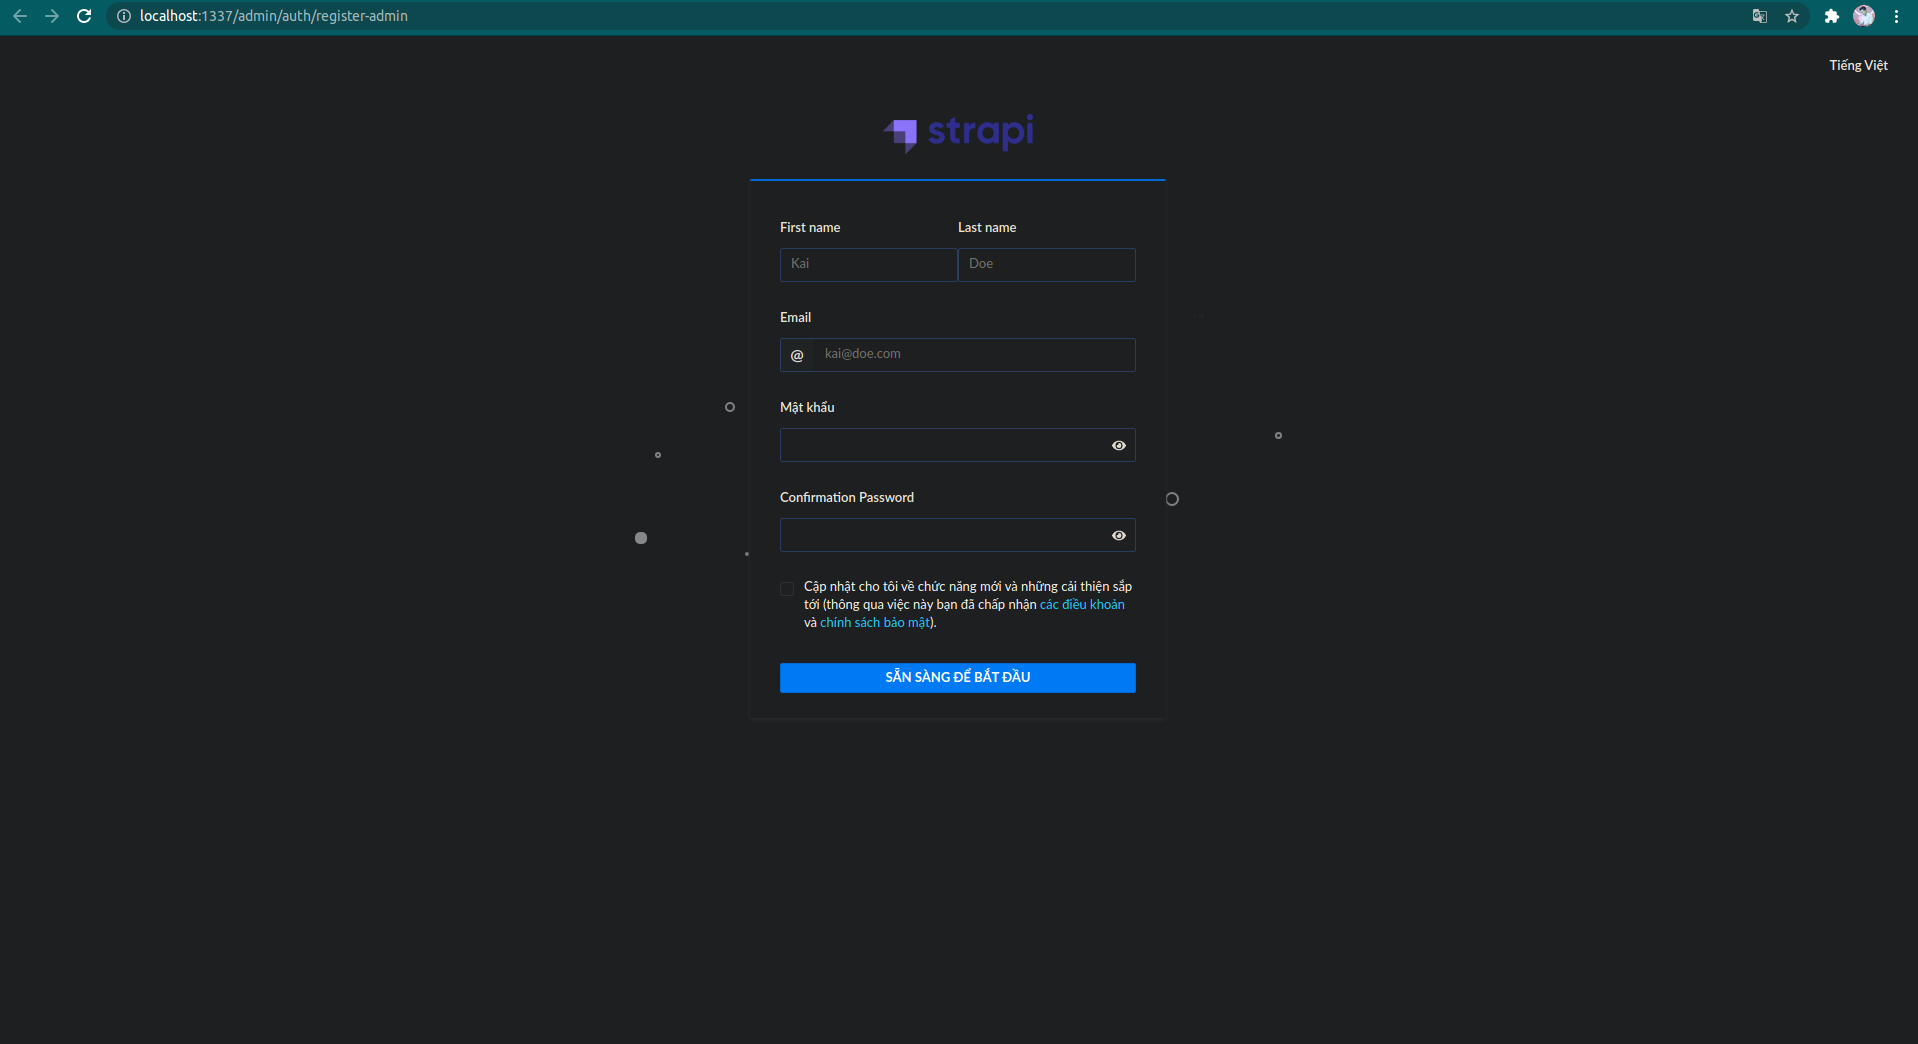 localhost:1337/admin/auth/register-admin
Tiếng Việt
strapi
First name Last name
Kai Doe
Email
@ kai@doe.com
Mật khẩu
Confirmation Password
Cập nhật cho tôi về chức năng mới và những cải thiện sắp
tới (thông qua việc này bạn đã chấp nhận các điều khoản
và chính sách bảo mật).
SẴN SÀNG ĐỂ BẮT ĐẦU